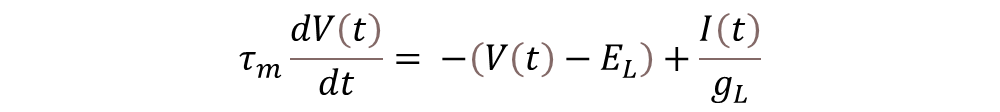 τ_m dV(t)/dt = −(V(t) − E_L) + I(t)/g_L